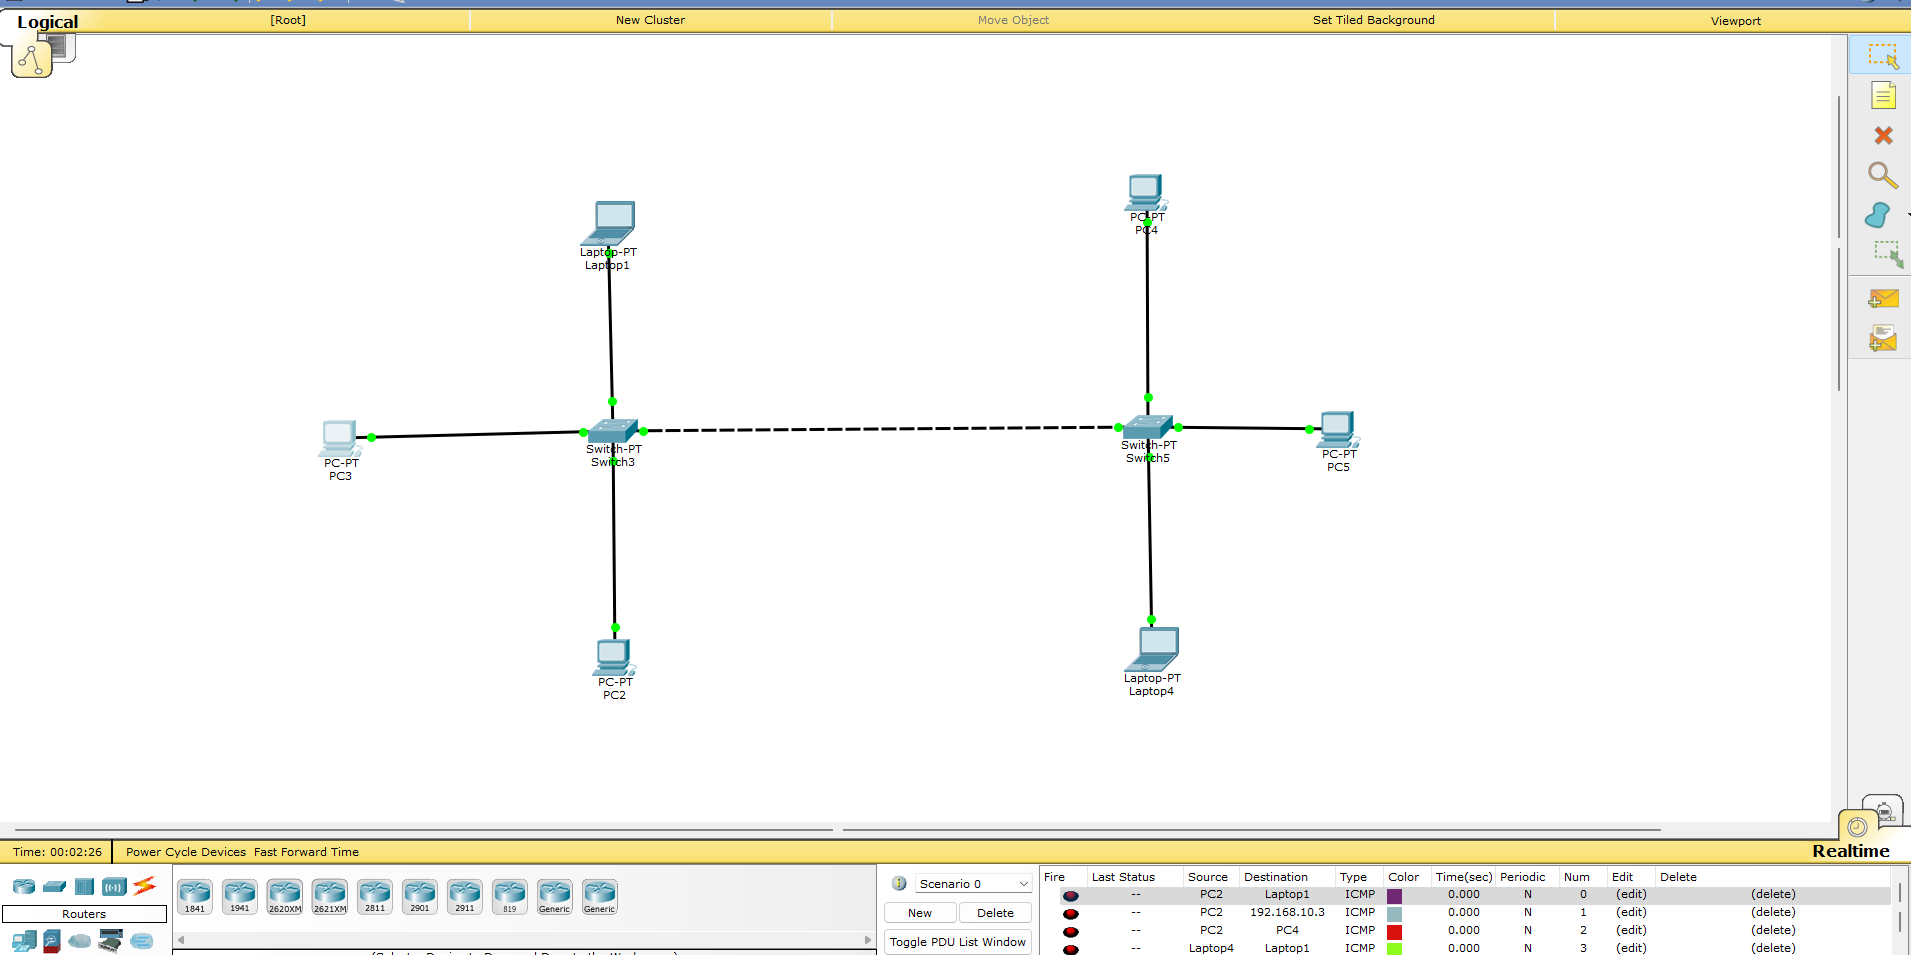 Logical
[Root]
New Cluster
Move Object
Set Tiled Background
Viewport
PC-PT
PC4
Laptop-PT
Laptop1
Switch-PT
Switch5
Switch-PT
Switch3
PC-PT
PC5
PC-PT
PC3
PC-PT
PC2
Laptop-PT
Laptop4
Time: 00:02:26
Power Cycle Devices Fast Forward Time
Realtime
Routers
1841
1941
2620XM
2621XM
2811
2901
2911
819
Generic
Generic
Scenario 0
New
Delete
Toggle PDU List Window
Fire Last Status Source Destination Type Color Time(sec) Periodic Num Edit Delete
-- PC2 Laptop1 ICMP 0.000 N 0 (edit) (delete)
-- PC2 192.168.10.3 ICMP 0.000 N 1 (edit) (delete)
-- PC2 PC4 ICMP 0.000 N 2 (edit) (delete)
-- Laptop4 Laptop1 ICMP 0.000 N 3 (edit) (delete)